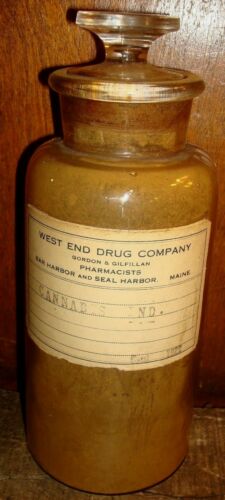 WEST END DRUG COMPANY
GORDON & GILFILLAN
PHARMACISTS
BAR HARBOR AND SEAL HARBOR. MAINE
CANNABIS IND.